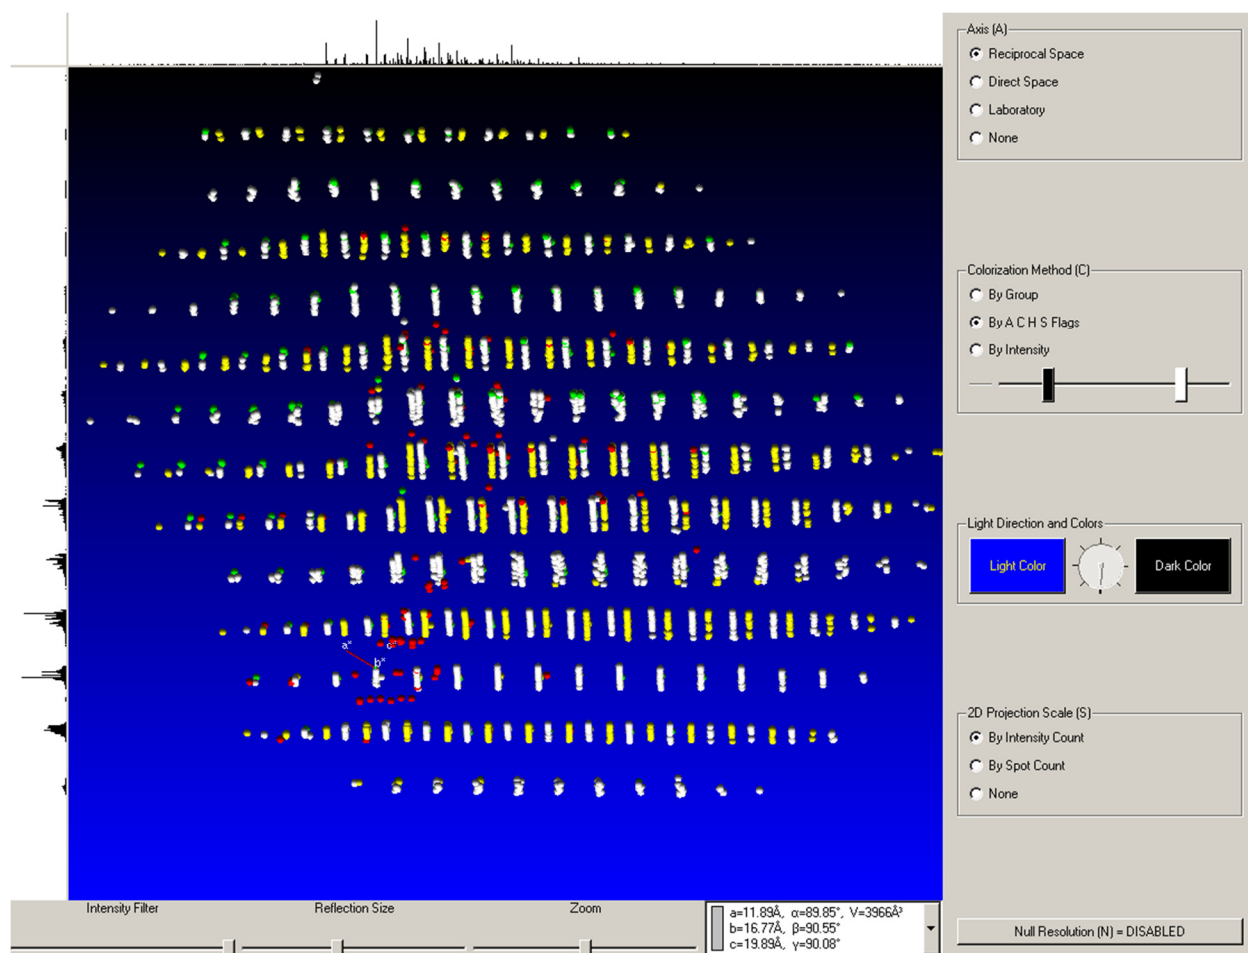 Axis (A)
Reciprocal Space
Direct Space
Laboratory
None
Colorization Method (C)
By Group
By A C H S Flags
By Intensity
Light Direction and Colors
Light Color
Dark Color
a*
c*
b*
2D Projection Scale (S)
By Intensity Count
By Spot Count
None
Intensity Filter
Reflection Size
Zoom
a=11.89Å, α=89.85°, V=3966Å³
b=16.77Å, β=90.55°
c=19.89Å, γ=90.08°
Null Resolution (N) = DISABLED